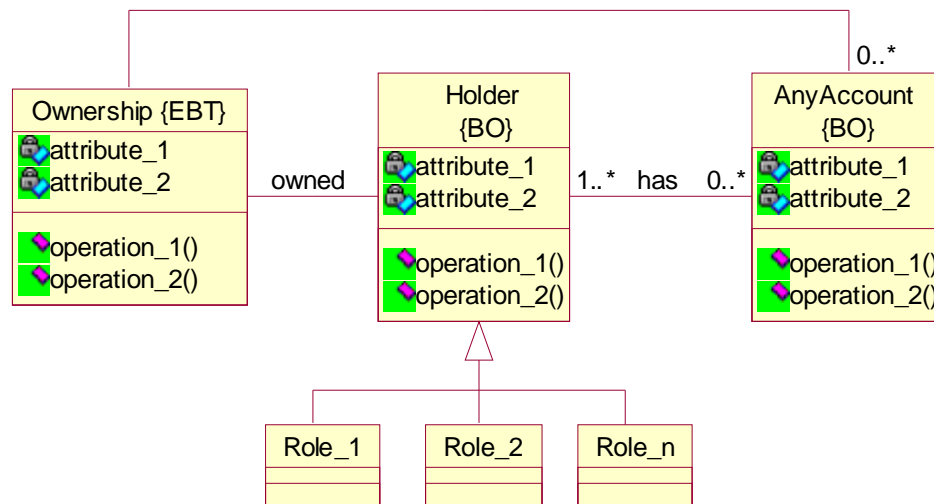 0..*
Ownership {EBT}
attribute_1
attribute_2
operation_1()
operation_2()
owned
Holder
{BO}
attribute_1
attribute_2
operation_1()
operation_2()
1..* has 0..*
AnyAccount
{BO}
attribute_1
attribute_2
operation_1()
operation_2()
Role_1
Role_2
Role_n